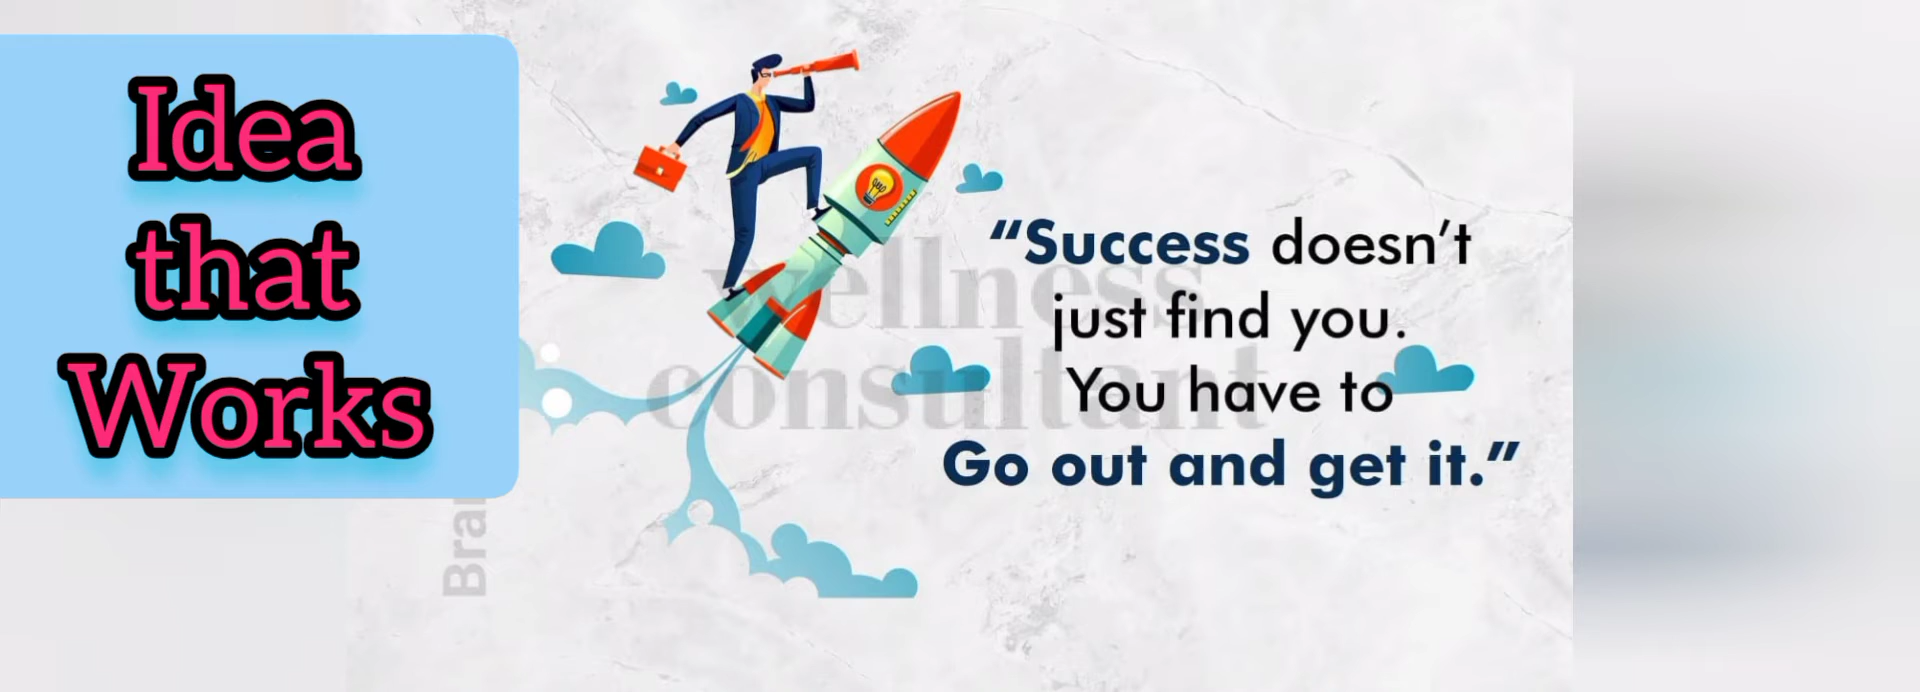 Idea
that
Works
wellness
consultant
“Success doesn’t
just find you.
You have to
Go out and get it.”